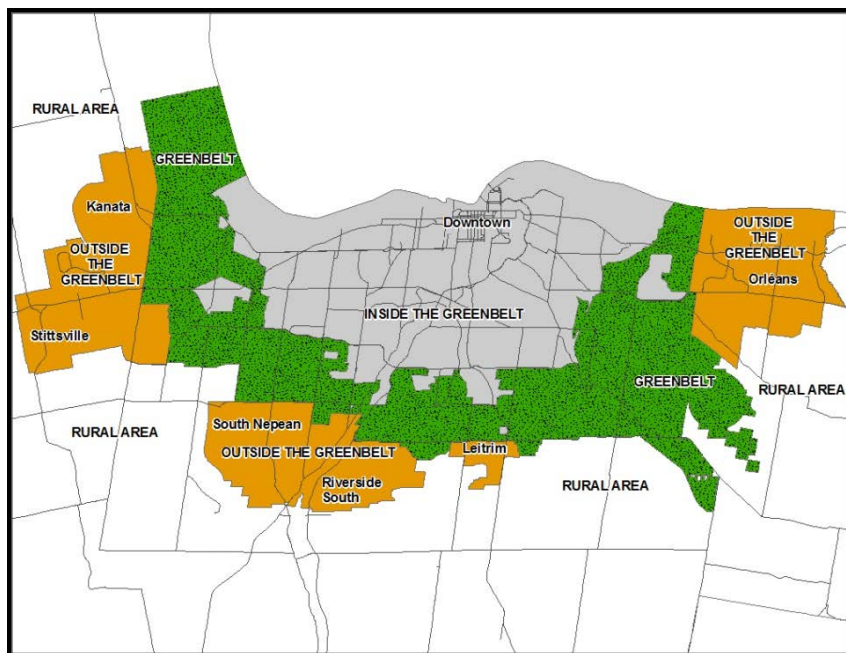 RURAL AREA
GREENBELT
Kanata
Downtown
OUTSIDE
THE
GREENBELT
OUTSIDE
THE
GREENBELT
Orléans
INSIDE THE GREENBELT
Stittsville
GREENBELT
RURAL AREA
South Nepean
RURAL AREA
OUTSIDE THE GREENBELT
Leitrim
Riverside
South
RURAL AREA